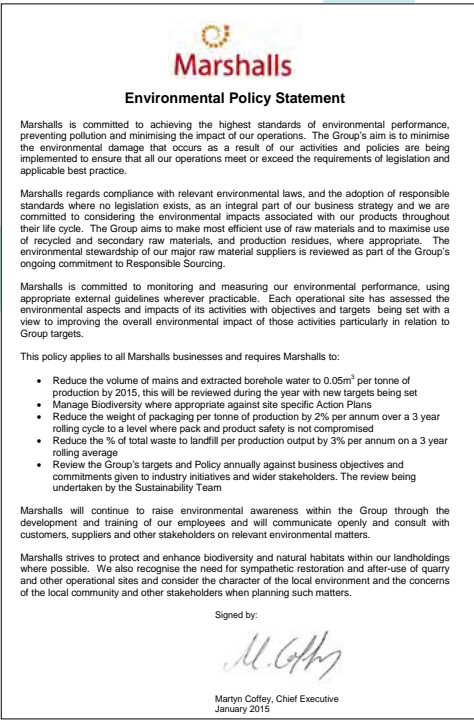 Marshalls
Environmental Policy Statement
Marshalls is committed to achieving the highest standards of environmental performance,
preventing pollution and minimising the impact of our operations. The Group's aim is to minimise
the environmental damage that occurs as a result of our activities and policies are being
implemented to ensure that all our operations meet or exceed the requirements of legislation and
applicable best practice.
Marshalls regards compliance with relevant environmental laws, and the adoption of responsible
standards where no legislation exists, as an integral part of our business strategy and we are
committed to considering the environmental impacts associated with our products throughout
their life cycle. The Group aims to make most efficient use of raw materials and to maximise use
of recycled and secondary raw materials, and production residues, where appropriate. The
environmental stewardship of our major raw material suppliers is reviewed as part of the Group's
ongoing commitment to Responsible Sourcing.
Marshalls is committed to monitoring and measuring our environmental performance, using
appropriate external guidelines wherever practicable. Each operational site has assessed the
environmental aspects and impacts of its activities with objectives and targets being set with a
view to improving the overall environmental impact of those activities particularly in relation to
Group targets.
This policy applies to all Marshalls businesses and requires Marshalls to:
• Reduce the volume of mains and extracted borehole water to 0.05m³ per tonne of
production by 2015, this will be reviewed during the year with new targets being set
• Manage Biodiversity where appropriate against site specific Action Plans
• Reduce the weight of packaging per tonne of production by 2% per annum over a 3 year
rolling cycle to a level where pack and product safety is not compromised
• Reduce the % of total waste to landfill per production output by 3% per annum on a 3 year
rolling average
• Review the Group's targets and Policy annually against business objectives and
commitments given to industry initiatives and wider stakeholders. The review being
undertaken by the Sustainability Team
Marshalls will continue to raise environmental awareness within the Group through the
development and training of our employees and will communicate openly and consult with
customers, suppliers and other stakeholders on relevant environmental matters.
Marshalls strives to protect and enhance biodiversity and natural habitats within our landholdings
where possible. We also recognise the need for sympathetic restoration and after-use of quarry
and other operational sites and consider the character of the local environment and the concerns
of the local community and other stakeholders when planning such matters.
Signed by:
M. Coffey
Martyn Coffey, Chief Executive
January 2015